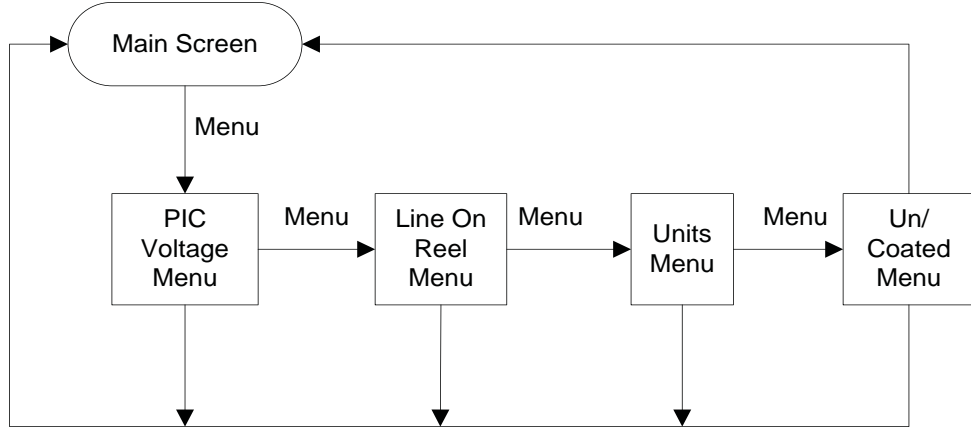 Main Screen
Menu
PIC
Voltage
Menu
Menu
Line On
Reel
Menu
Menu
Units
Menu
Menu
Un/
Coated
Menu